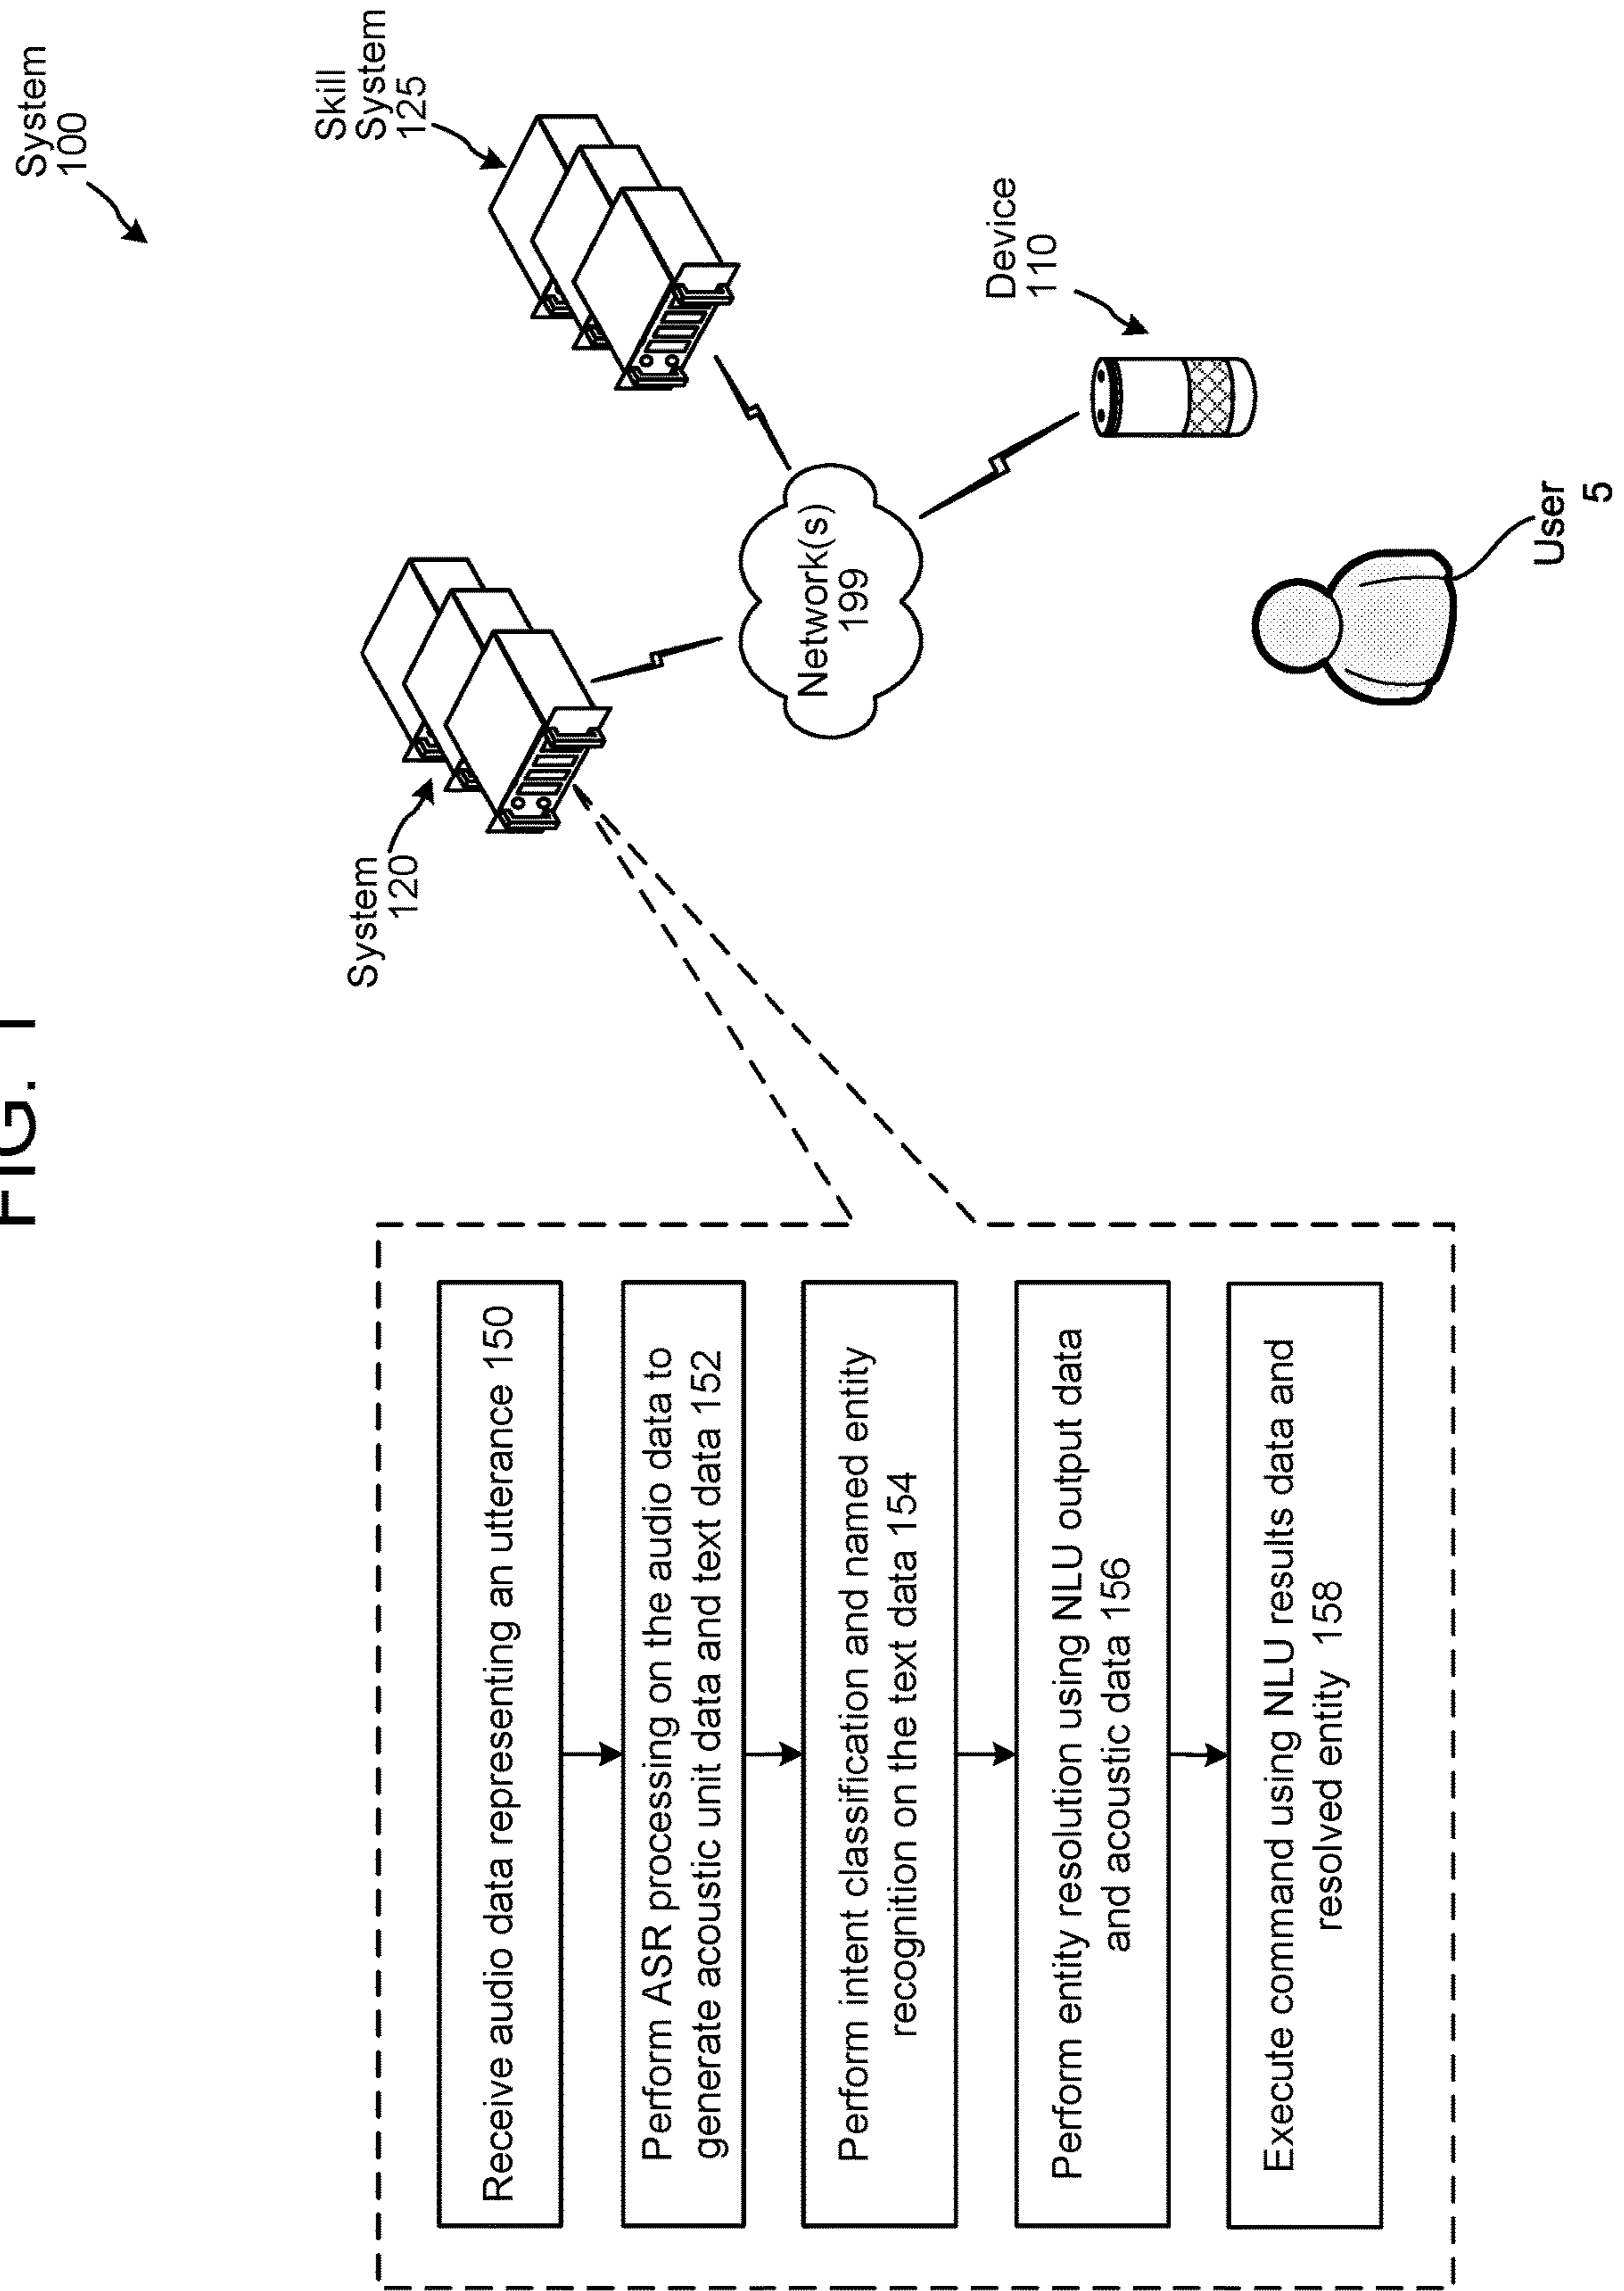 FIG. 1
System
100
System
120
Skill
System
125
Network(s)
199
Device
110
User
5
Receive audio data representing an utterance 150
Perform ASR processing on the audio data to
generate acoustic unit data and text data 152
Perform intent classification and named entity
recognition on the text data 154
Perform entity resolution using NLU output data
and acoustic data 156
Execute command using NLU results data and
resolved entity 158